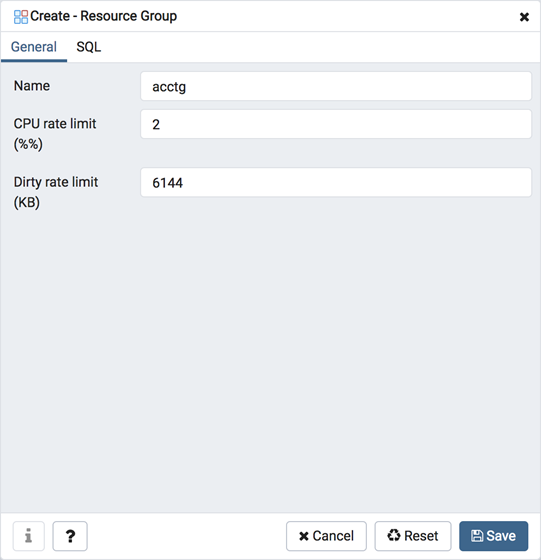 Create - Resource Group
General SQL
Name acctg
CPU rate limit
(%%) 2
Dirty rate limit
(KB) 6144
? Cancel Reset Save